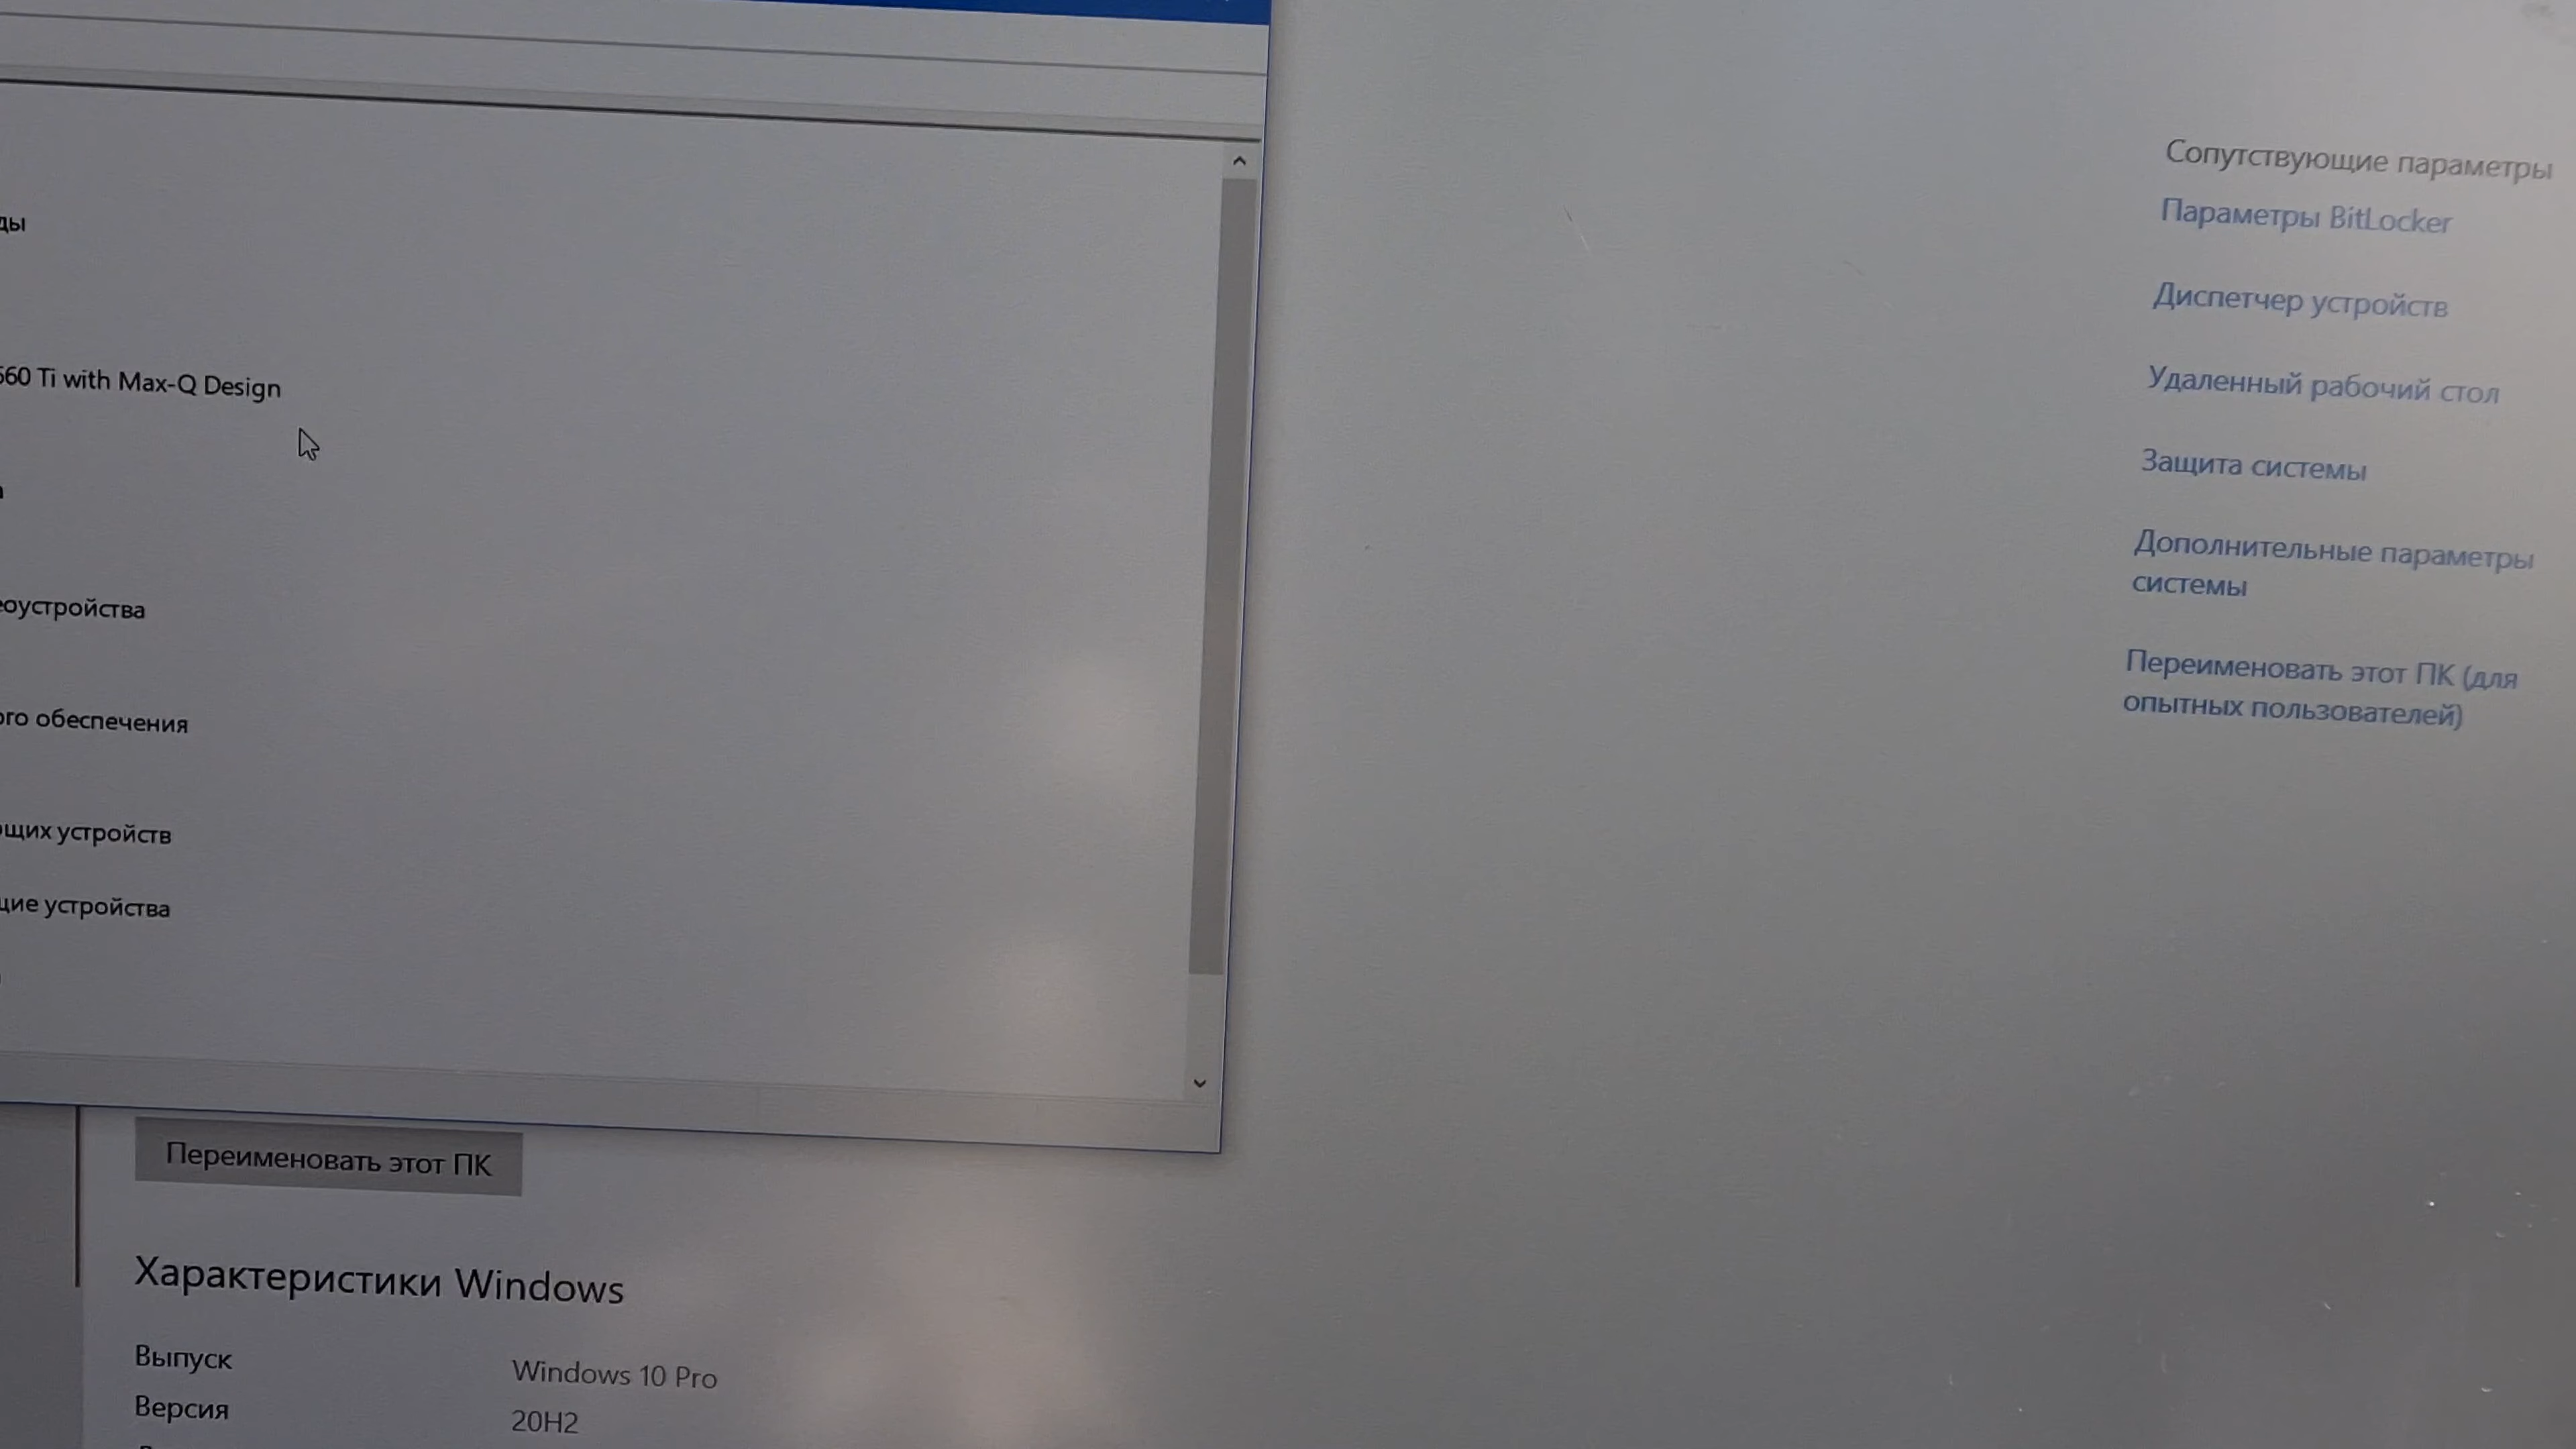 ды
660 Ti with Max-Q Design
еоустройства
ого обеспечения
ющих устройств
щие устройства
Переименовать этот ПК
Характеристики Windows
Выпуск Windows 10 Pro
Версия 20H2
Сопутствующие параметры
Параметры BitLocker
Диспетчер устройств
Удаленный рабочий стол
Защита системы
Дополнительные параметры
системы
Переименовать этот ПК (для
опытных пользователей)